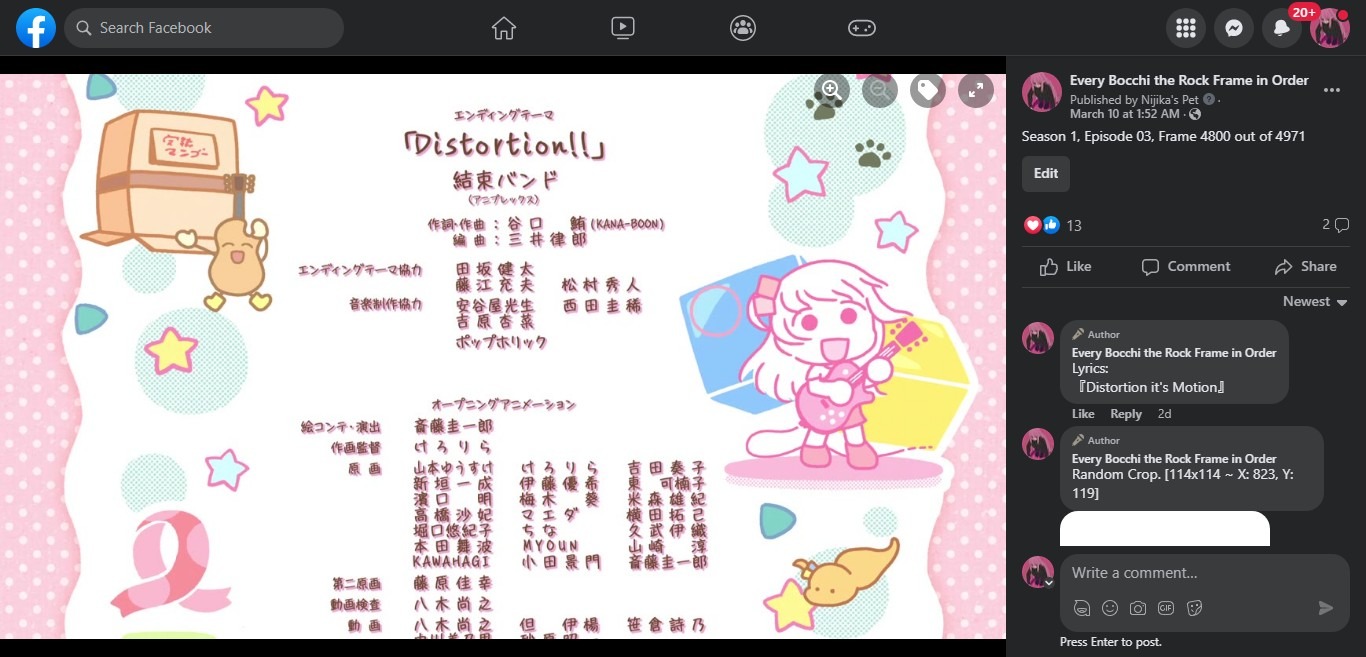 Search Facebook
20+
完熟
マンゴー
エンディングテーマ
「Distortion!!」
結束バンド
(アニプレックス)
作詞・作曲 : 谷口 鮪 (KANA-BOON)
編曲 : 三井律郎
エンディングテーマ協力 田坂健太
藤江充夫 松村秀人
音楽制作協力 安谷屋光生 西田圭稀
吉原杏菜
ポップホリック
オープニングアニメーション
絵コンテ・演出 斎藤圭一郎
作画監督 けろりら
原画 山本ゆうすけ けろりら 吉田奏子
新垣一成 伊藤優希 東 可楠子
濱口 明 梅木 葵 米森雄紀
高橋沙妃 マエダ 横田拓己
堀口悠紀子 ちな 久武伊織
本田舞波 MYOUN 山崎 淳
KAWAHAGI 小田景門 斎藤圭一郎
第二原画 藤原佳幸
動画検査 八木尚之
動画 八木尚之 但 伊楊 笹倉詩乃
Every Bocchi the Rock Frame in Order
Published by Nijika's Pet ·
March 10 at 1:52 AM ·
Season 1, Episode 03, Frame 4800 out of 4971
Edit
13
2
Like Comment Share
Newest
Author
Every Bocchi the Rock Frame in Order
Lyrics:
『Distortion it's Motion』
Like Reply 2d
Author
Every Bocchi the Rock Frame in Order
Random Crop. [114x114 ~ X: 823, Y:
119]
Write a comment...
GIF
Press Enter to post.